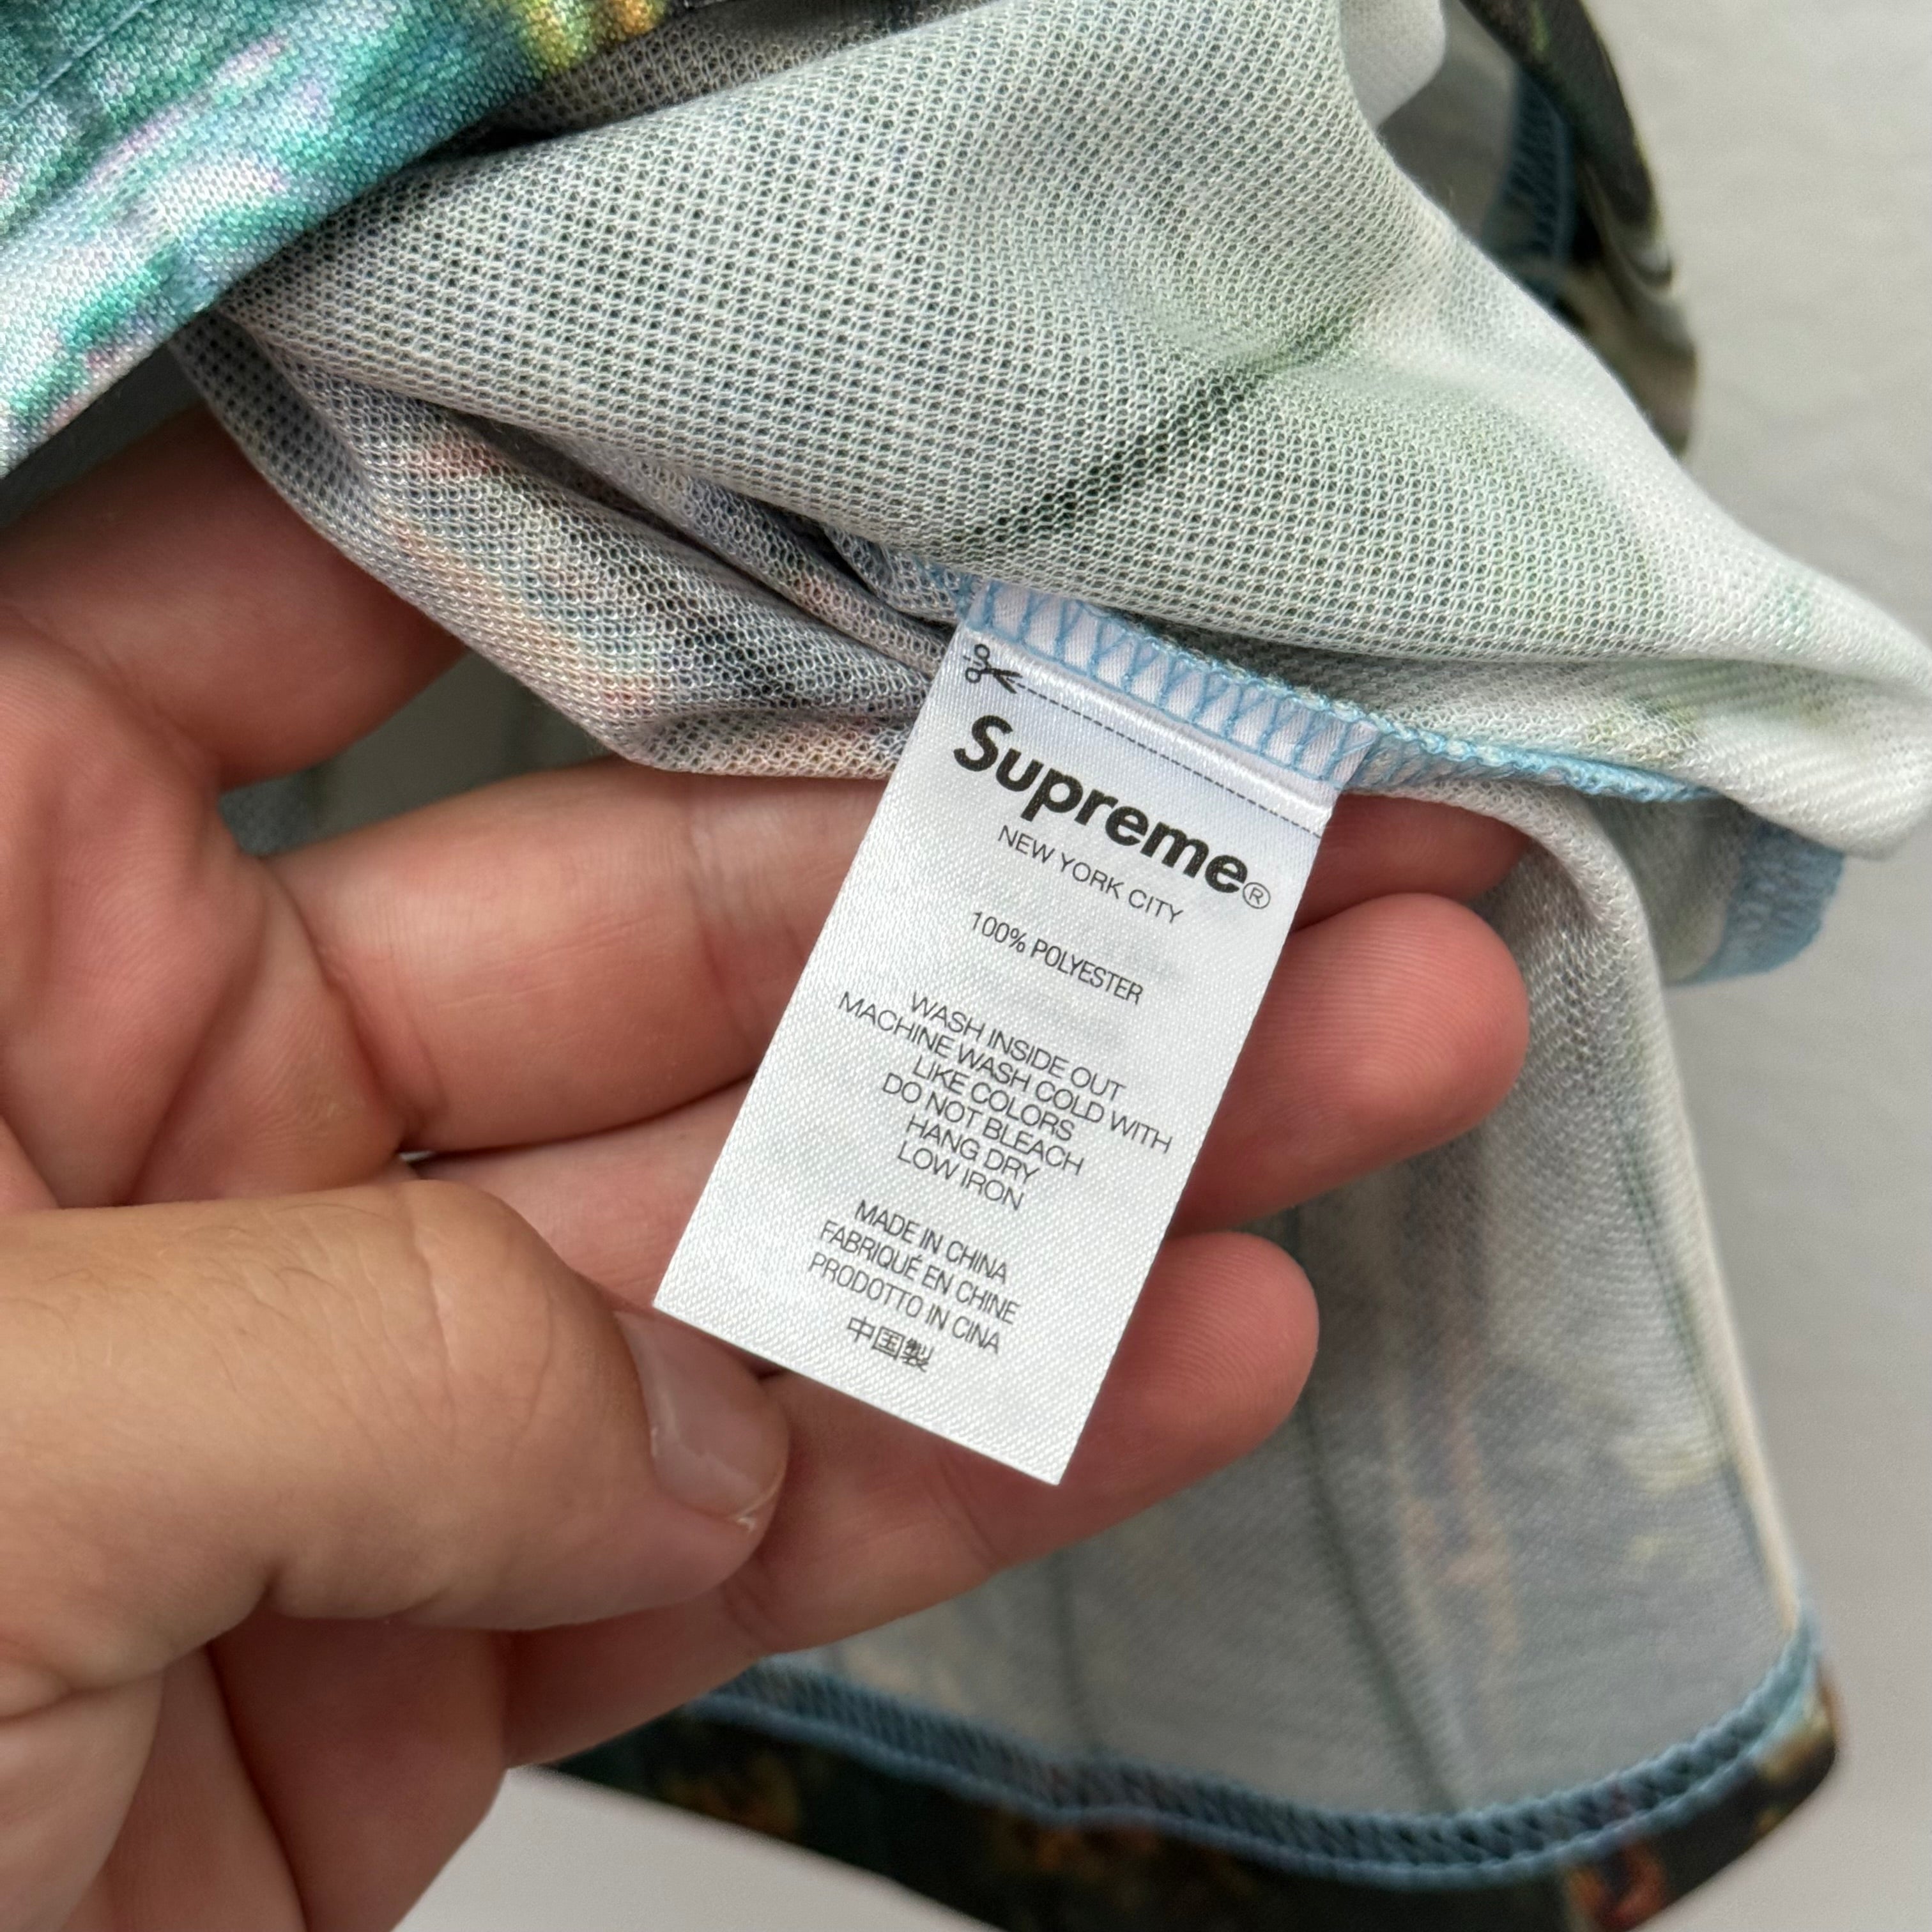 Supreme®
NEW YORK CITY
100% POLYESTER
WASH INSIDE OUT
MACHINE WASH COLD WITH
LIKE COLORS
DO NOT BLEACH
HANG DRY
LOW IRON
MADE IN CHINA
FABRIQUÉ EN CHINE
PRODOTTO IN CINA
中国製